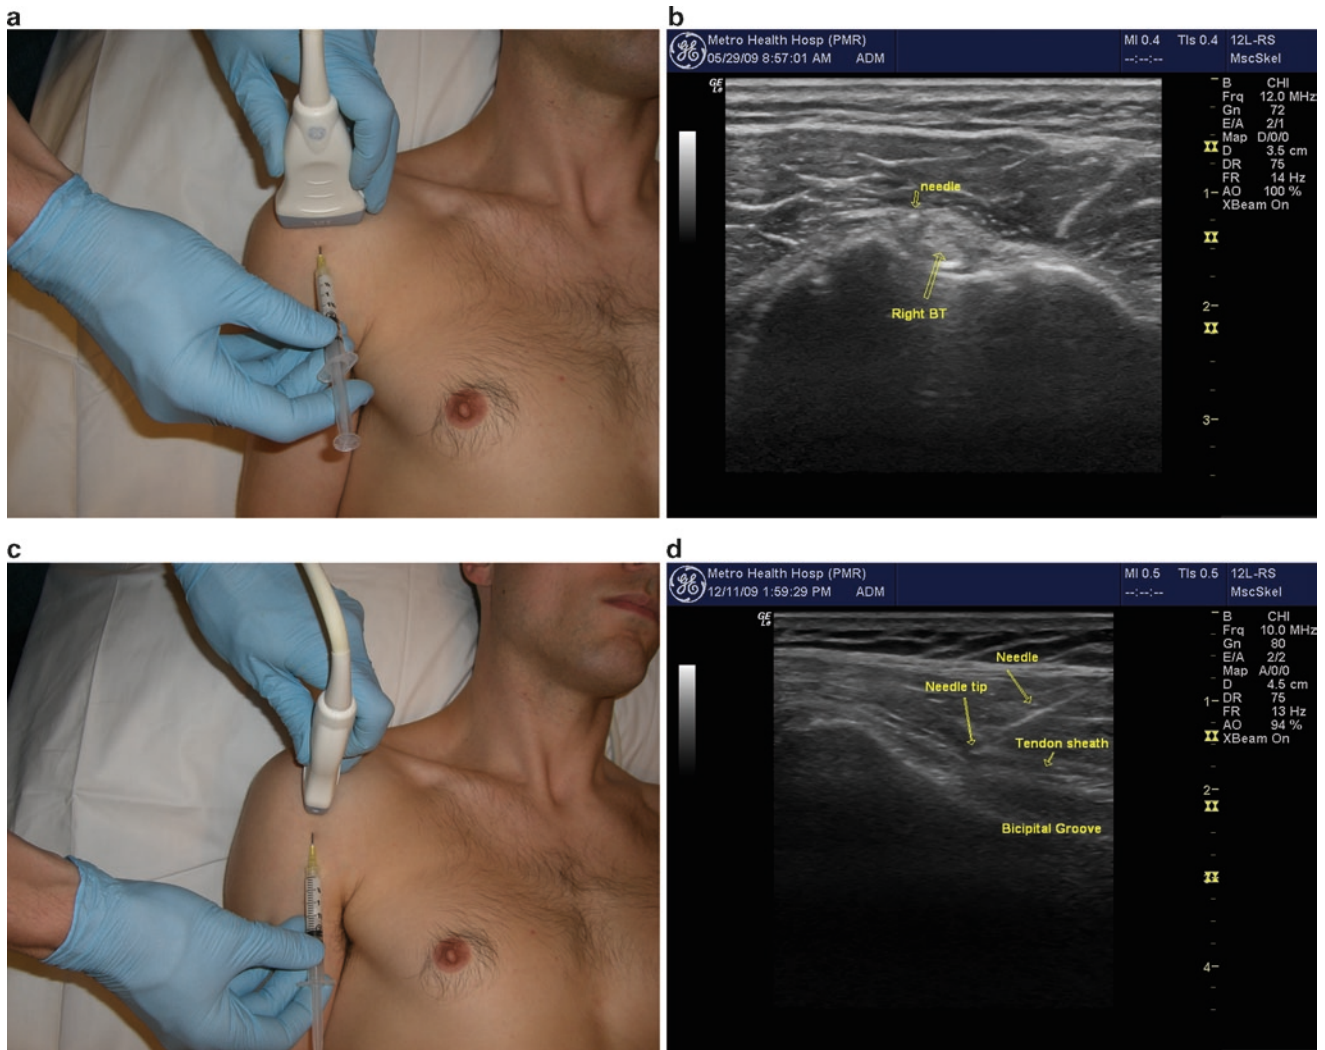 a
b
Metro Health Hosp (PMR)
05/29/09 8:57:01 AM ADM
MI 0.4 TIs 0.4
--:--:--
12L-RS
MscSkel
GE
L#
B CHI
Frq 12.0 MHz
Gn 72
E/A 2/1
Map D/0/0
D 3.5 cm
DR 75
FR 14 Hz
AO 100 %
XBeam On
needle
Right BT
1
2
3
c
d
Metro Health Hosp (PMR)
12/11/09 1:59:29 PM ADM
MI 0.5 TIs 0.5
--:--:--
12L-RS
MscSkel
GE
L#
B CHI
Frq 10.0 MHz
Gn 80
E/A 2/2
Map A/0/0
D 4.5 cm
DR 75
FR 13 Hz
AO 94 %
XBeam On
Needle
Needle tip
Tendon sheath
Bicipital Groove
1
2
4